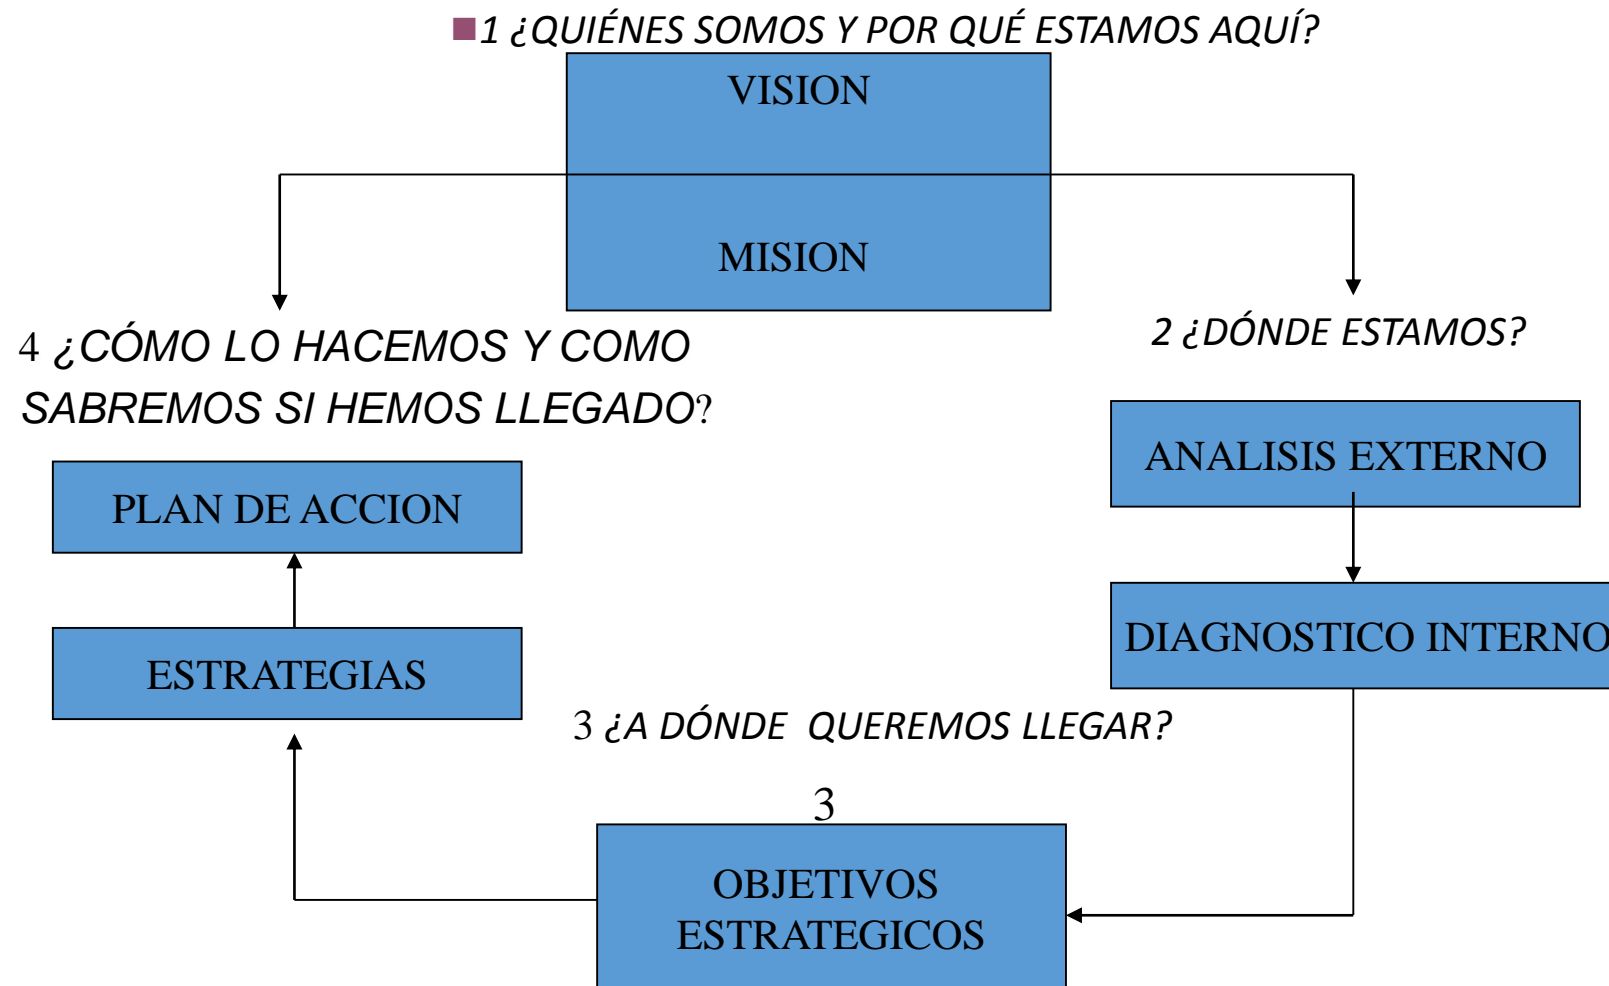 1 ¿QUIÉNES SOMOS Y POR QUÉ ESTAMOS AQUÍ?
VISION
MISION
2 ¿DÓNDE ESTAMOS?
4 ¿CÓMO LO HACEMOS Y COMO
SABREMOS SI HEMOS LLEGADO?
ANALISIS EXTERNO
PLAN DE ACCION
DIAGNOSTICO INTERNO
ESTRATEGIAS
3 ¿A DÓNDE  QUEREMOS LLEGAR?
3
OBJETIVOS
ESTRATEGICOS